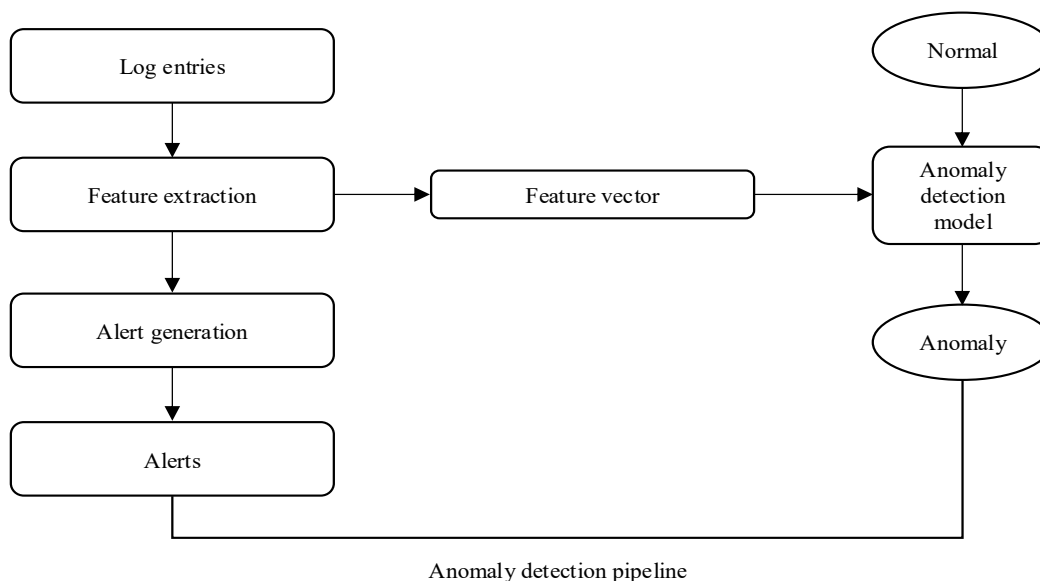 Log entries
Normal
Feature extraction
Feature vector
Anomaly
detection
model
Alert generation
Anomaly
Alerts
Anomaly detection pipeline